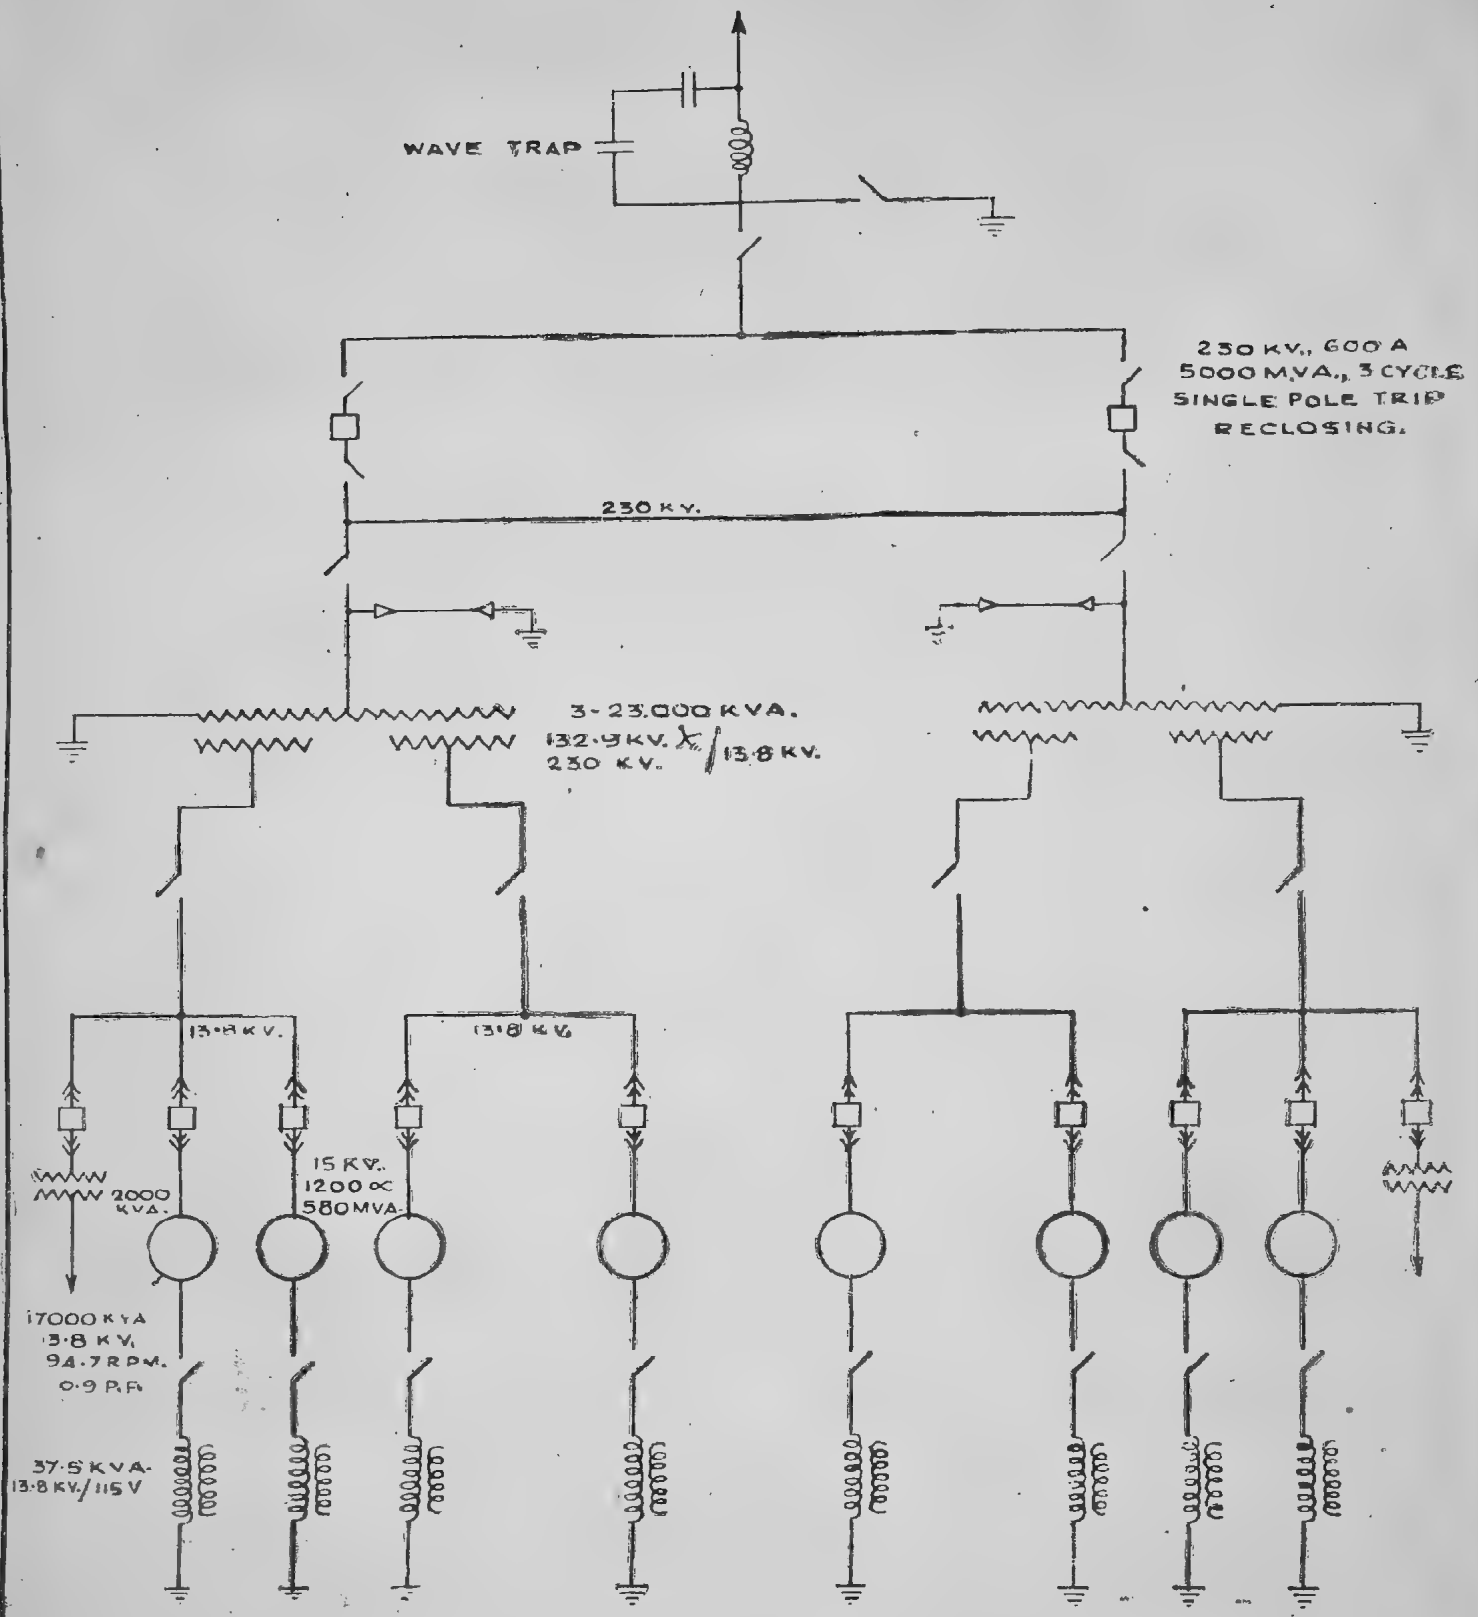 WAVE TRAP
230 KV., 600 A
5000 MVA., 3 CYCLE
SINGLE POLE TRIP
RECLOSING.
230 KV.
3-23.000 KVA.
132.9 KV. / 13.8 KV.
230 KV.
13.8 KV.
13.8 KV.
15 KV.
1200 ∝
580 MVA.
2000
KVA.
17000 KVA
13.8 KV.
94.7 RPM.
0.9 P.F.
37.5 KVA.
13.8 KV./115 V